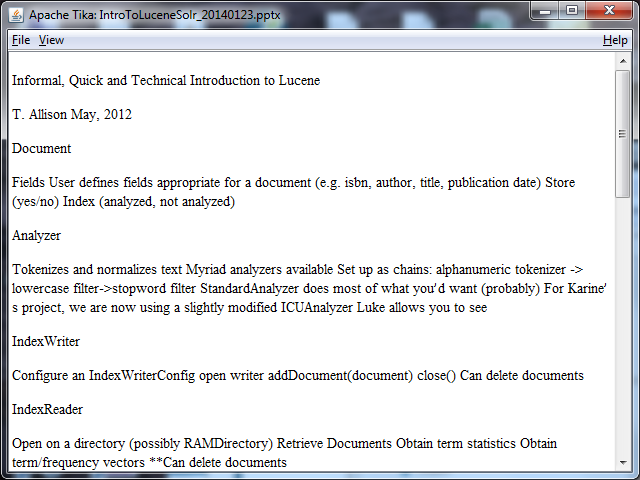 Apache Tika: IntroToLuceneSolr_20140123.pptx
File View Help
Informal, Quick and Technical Introduction to Lucene
T. Allison May, 2012
Document
Fields User defines fields appropriate for a document (e.g. isbn, author, title, publication date) Store
(yes/no) Index (analyzed, not analyzed)
Analyzer
Tokenizes and normalizes text Myriad analyzers available Set up as chains: alphanumeric tokenizer ->
lowercase filter->stopword filter StandardAnalyzer does most of what you'd want (probably) For Karine'
s project, we are now using a slightly modified ICUAnalyzer Luke allows you to see
IndexWriter
Configure an IndexWriterConfig open writer addDocument(document) close() Can delete documents
IndexReader
Open on a directory (possibly RAMDirectory) Retrieve Documents Obtain term statistics Obtain
term/frequency vectors **Can delete documents